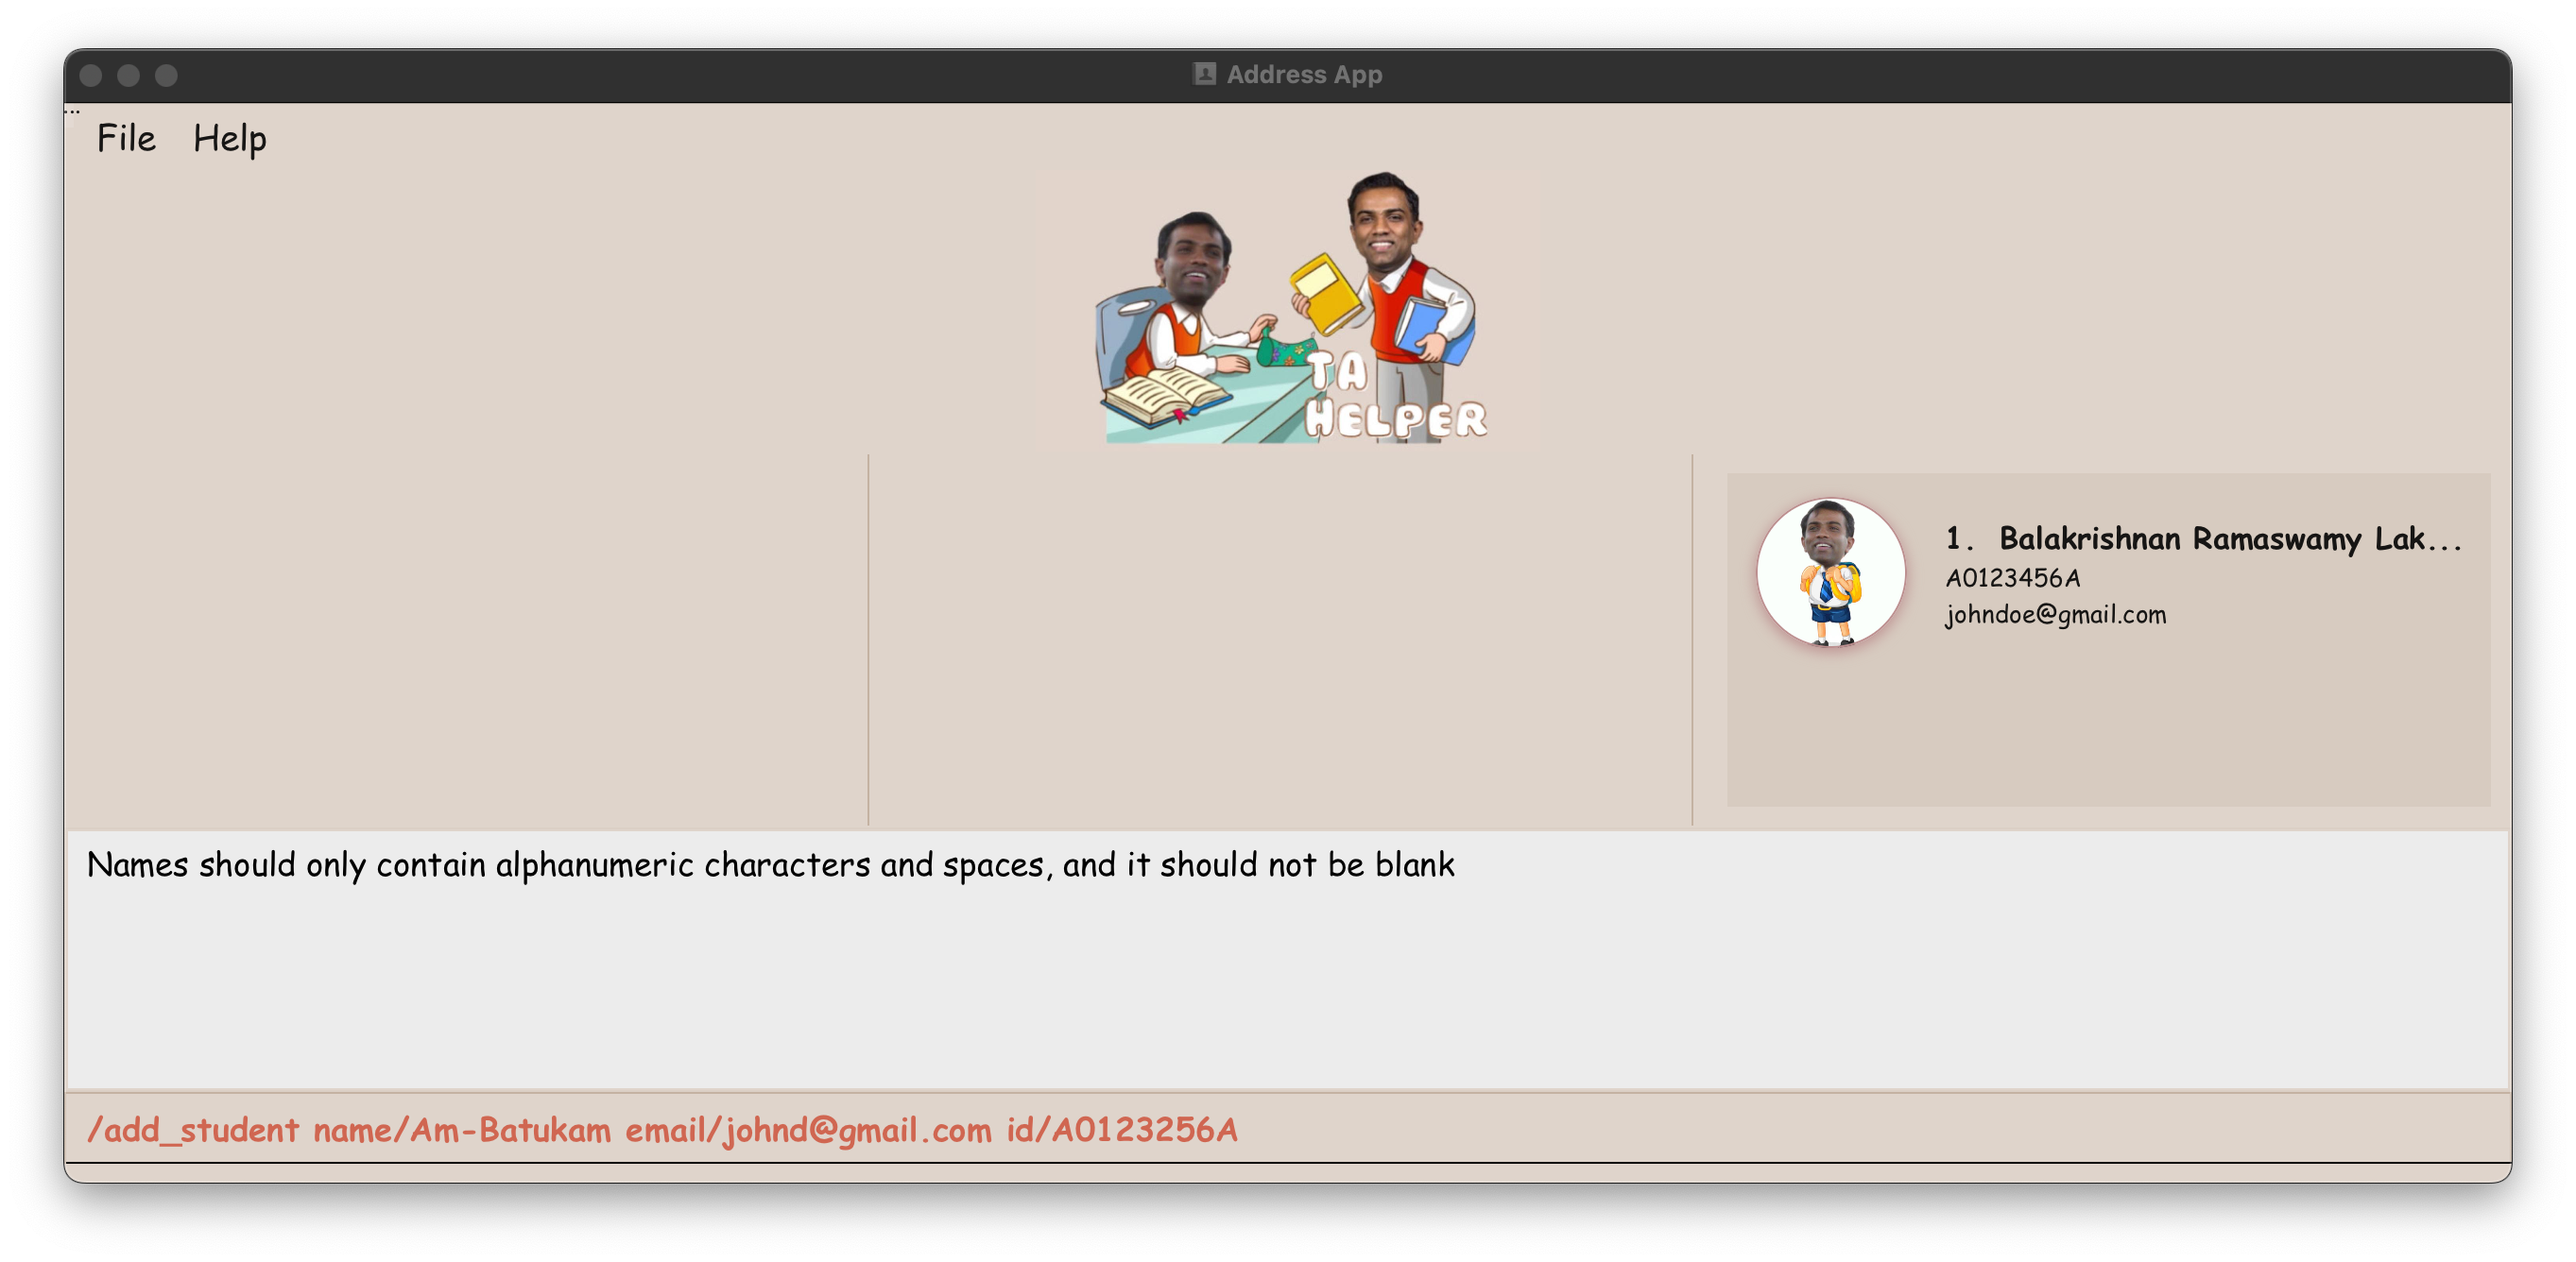 Address App
File Help
TA
HELPER
1. Balakrishnan Ramaswamy Lak...
A0123456A
johndoe@gmail.com
Names should only contain alphanumeric characters and spaces, and it should not be blank
/add_student name/Am-Batukam email/johnd@gmail.com id/A0123256A